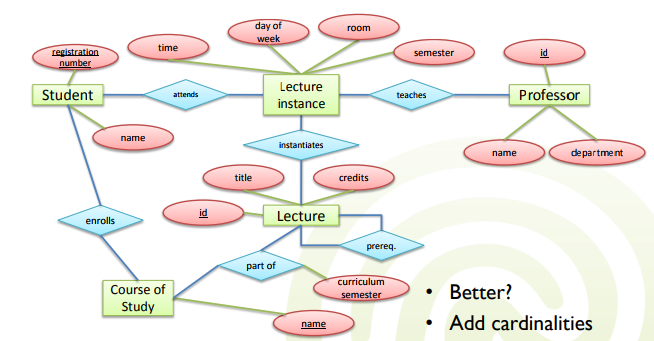 day of
week
room
registration
number
time
semester
id
Student
attends
Lecture
instance
teaches
Professor
name
instantiates
name
department
title
credits
id
Lecture
enrolls
prereq.
part of
Course of
Study
curriculum
semester
name
• Better?
• Add cardinalities